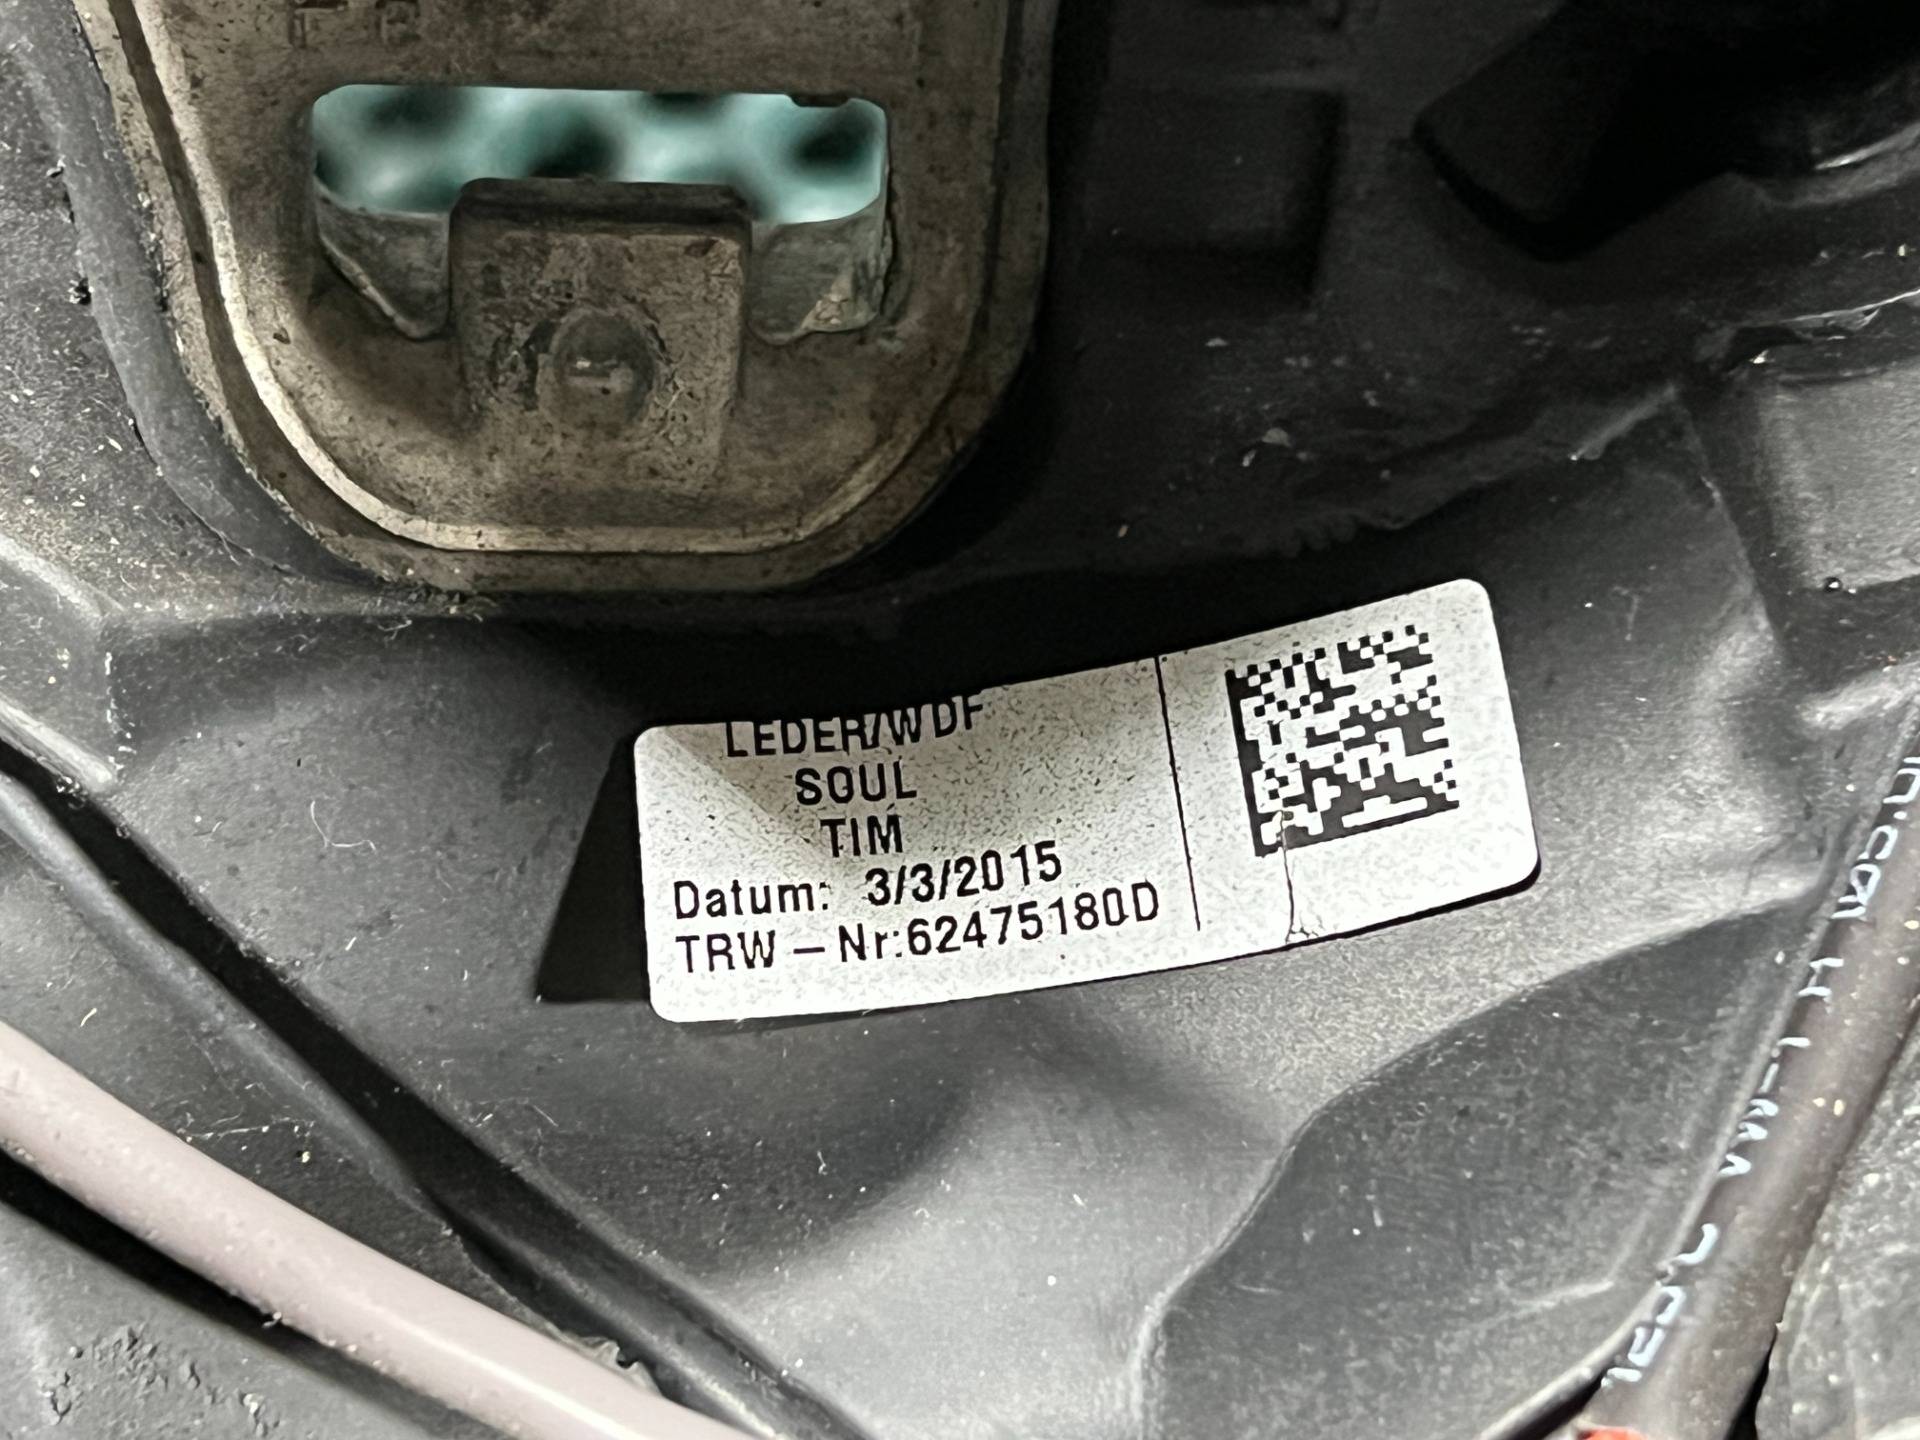 LEDER/WDF
SOUL
TIM
Datum: 3/3/2015
TRW – Nr:62475180D